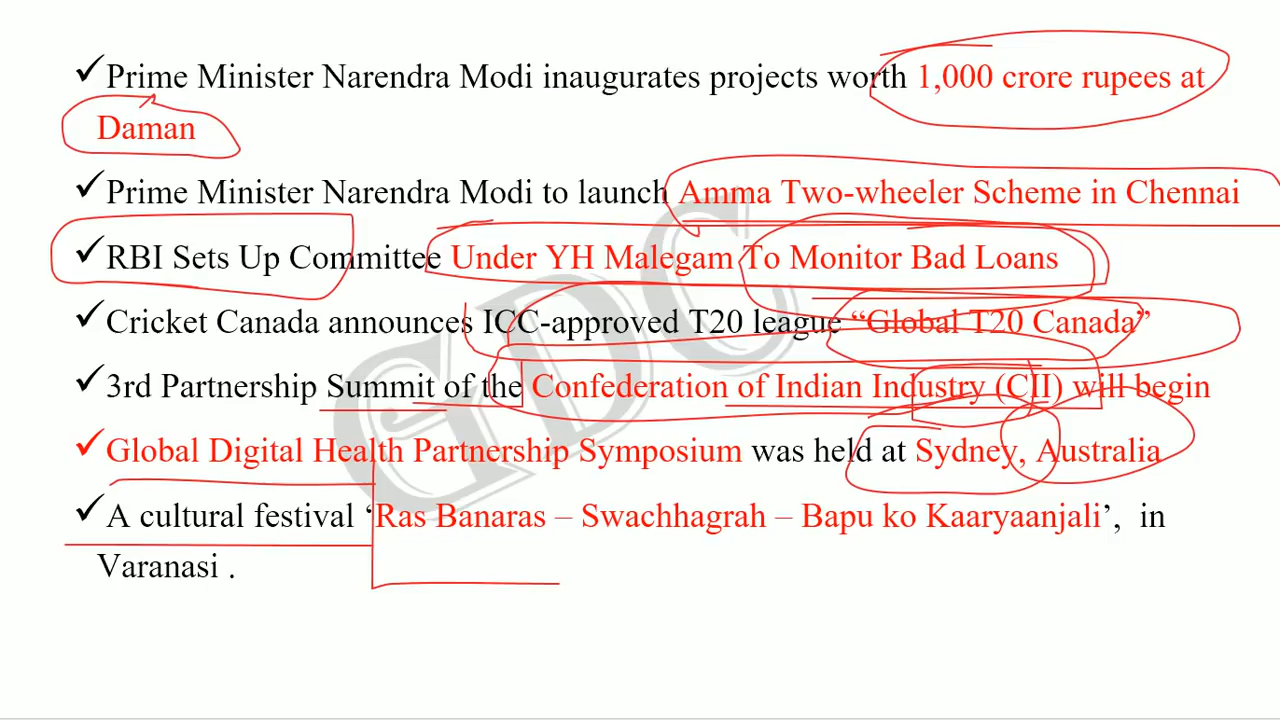 ✓Prime Minister Narendra Modi inaugurates projects worth 1,000 crore rupees at
Daman
✓Prime Minister Narendra Modi to launch Amma Two-wheeler Scheme in Chennai
✓RBI Sets Up Committee Under YH Malegam To Monitor Bad Loans
✓Cricket Canada announces ICC-approved T20 league “Global T20 Canada”
✓3rd Partnership Summit of the Confederation of Indian Industry (CII) will begin
✓Global Digital Health Partnership Symposium was held at Sydney, Australia
✓A cultural festival ‘Ras Banaras – Swachhagrah – Bapu ko Kaaryaanjali’, in
Varanasi .
GDC